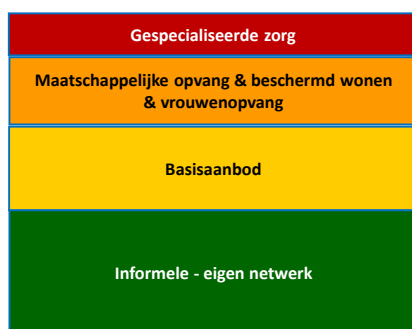 Gespecialiseerde zorg
Maatschappelijke opvang & beschermd wonen
& vrouwenopvang
Basisaanbod
Informele - eigen netwerk